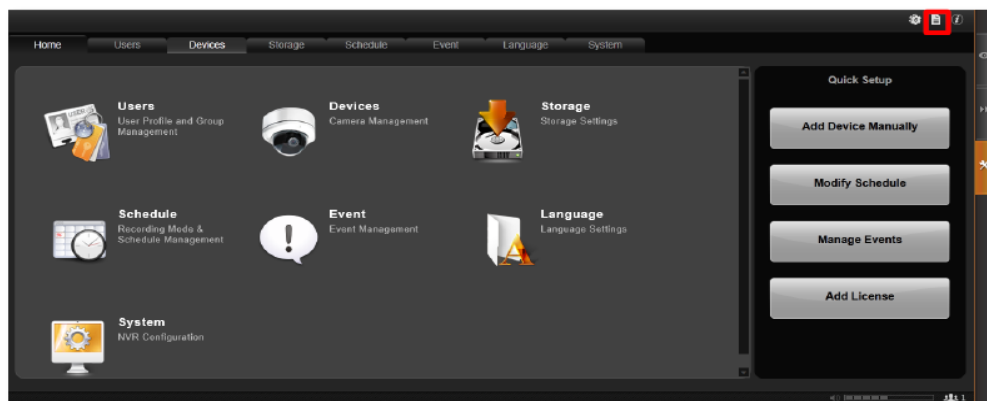 Home Users Devices Storage Schedule Event Language System
Users
User Profile and Group
Management
Devices
Camera Management
Storage
Storage Settings
Schedule
Recording Mode &
Schedule Management
Event
Event Management
Language
Language Settings
System
NVR Configuration
Quick Setup
Add Device Manually
Modify Schedule
Manage Events
Add License
1